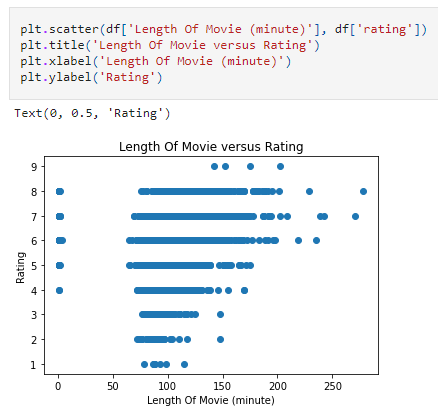 plt.scatter(df['Length Of Movie (minute)'], df['rating'])
plt.title('Length Of Movie versus Rating')
plt.xlabel('Length Of Movie (minute)')
plt.ylabel('Rating')
Text(0, 0.5, 'Rating')
Length Of Movie versus Rating
9
8
7
6
5
4
3
2
1
Rating
0 50 100 150 200 250
Length Of Movie (minute)